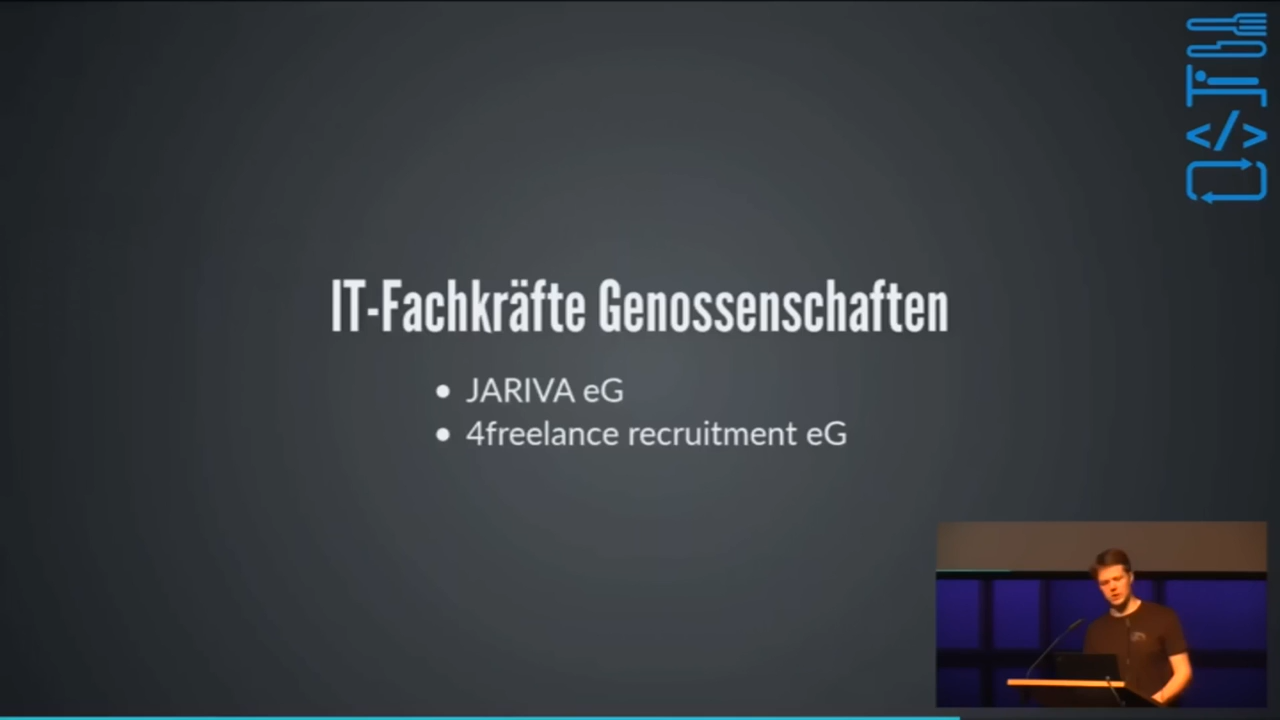 IT-Fachkräfte Genossenschaften
JARIVA eG
4freelance recruitment eG